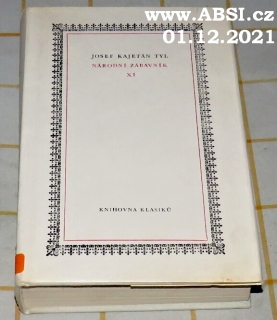 www.ABSI.cz
01.12.2021
JOSEF KAJETÁN TYL
NÁRODNÍ ZÁBAVNÍK
XI
KNIHOVNA KLASIKŮ